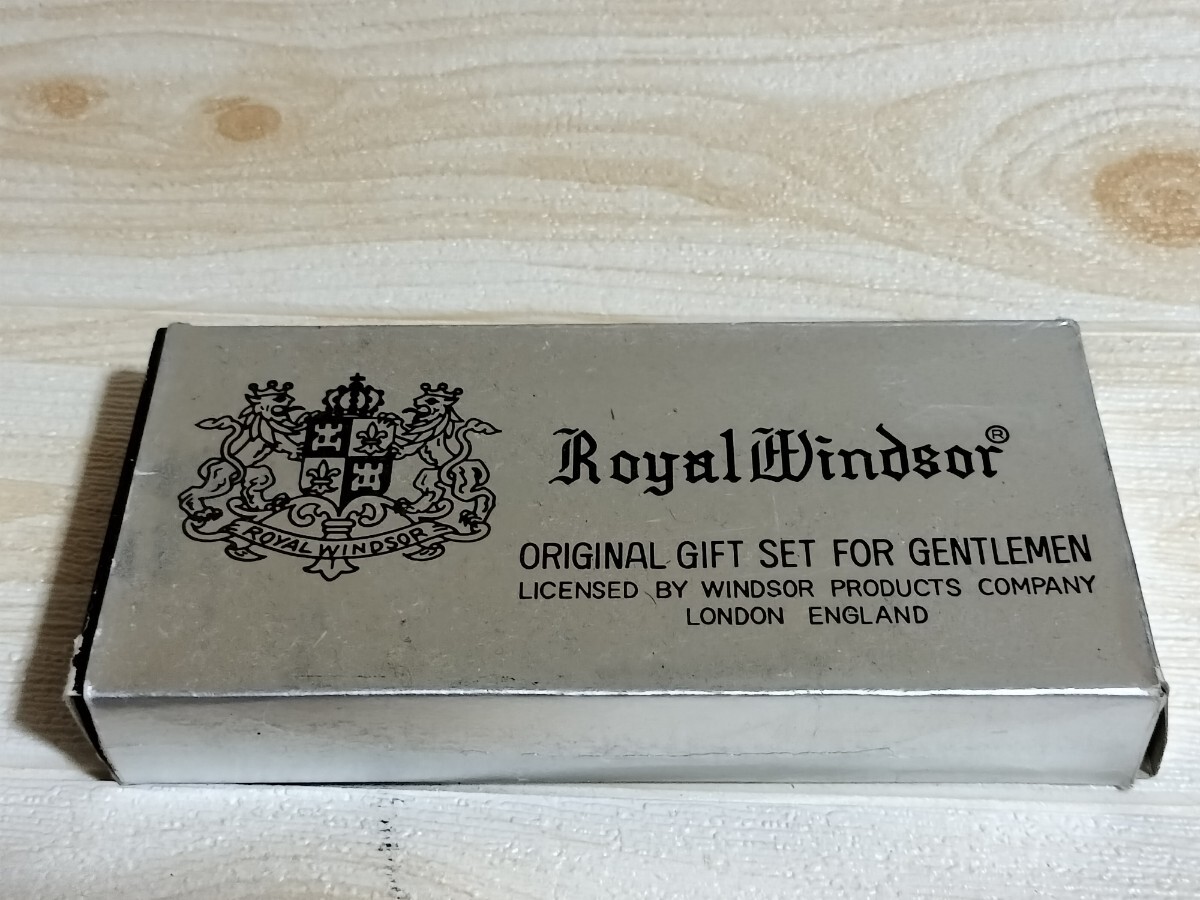 ROYAL WINDSOR
Royal Windsor®
ORIGINAL GIFT SET FOR GENTLEMEN
LICENSED BY WINDSOR PRODUCTS COMPANY
LONDON ENGLAND